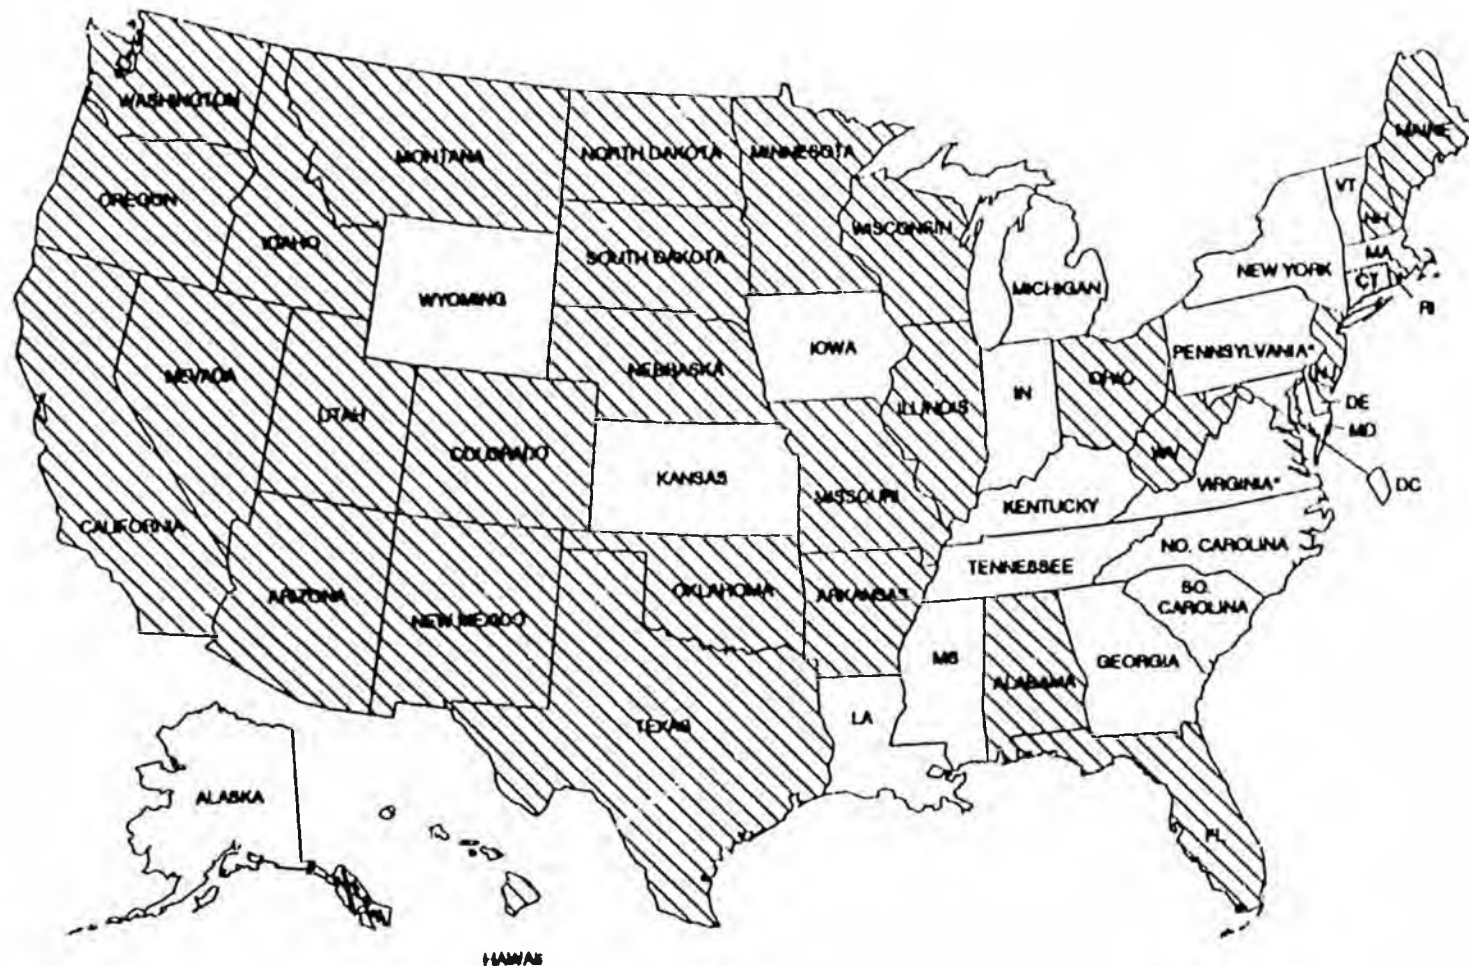 WASHINGTON
MAINE
MONTANA
NORTH DAKOTA
MINNESOTA
VT
OREGON
NH
IDAHO
WISCONSIN
MA
SOUTH DAKOTA
NEW YORK
CT
WYOMING
MICHIGAN
RI
IOWA
PENNSYLVANIA*
NEBRASKA
NEVADA
OHIO
NJ
UTAH
ILLINOIS
IN
DE
MD
COLORADO
WV
KANSAS
MISSOURI
VIRGINIA*
DC
KENTUCKY
CALIFORNIA
NO. CAROLINA
TENNESSEE
ARIZONA
OKLAHOMA
ARKANSAS
SO.
CAROLINA
NEW MEXICO
MS
GEORGIA
ALABAMA
TEXAS
LA
ALASKA
FL
HAWAII